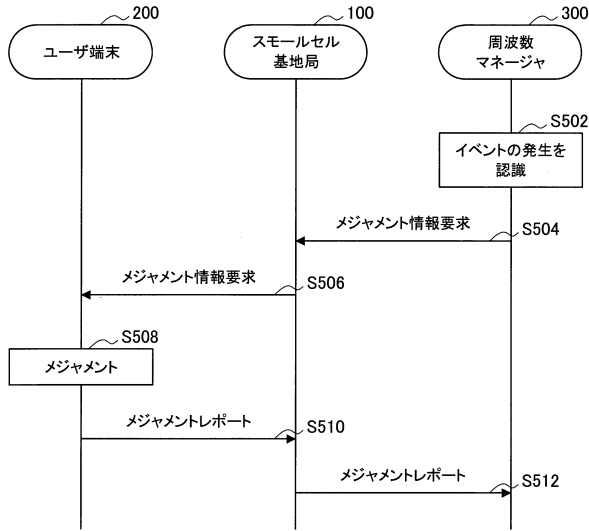 200
100
300
ユーザ端末
スモールセル
基地局
周波数
マネージャ
S502
イベントの発生を
認識
メジャメント情報要求
S504
メジャメント情報要求
S506
S508
メジャメント
メジャメントレポート
S510
メジャメントレポート
S512